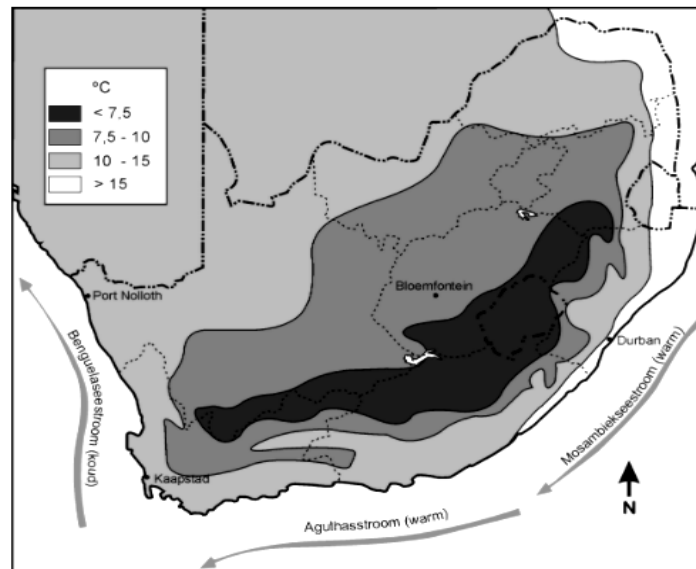 °C
< 7,5
7,5 - 10
10 - 15
> 15
Port Nolloth
Bloemfontein
Durban
Kaapstad
Benguelaseestroom (koud)
Mosambiekseestroom (warm)
Agulhasstroom (warm)
N